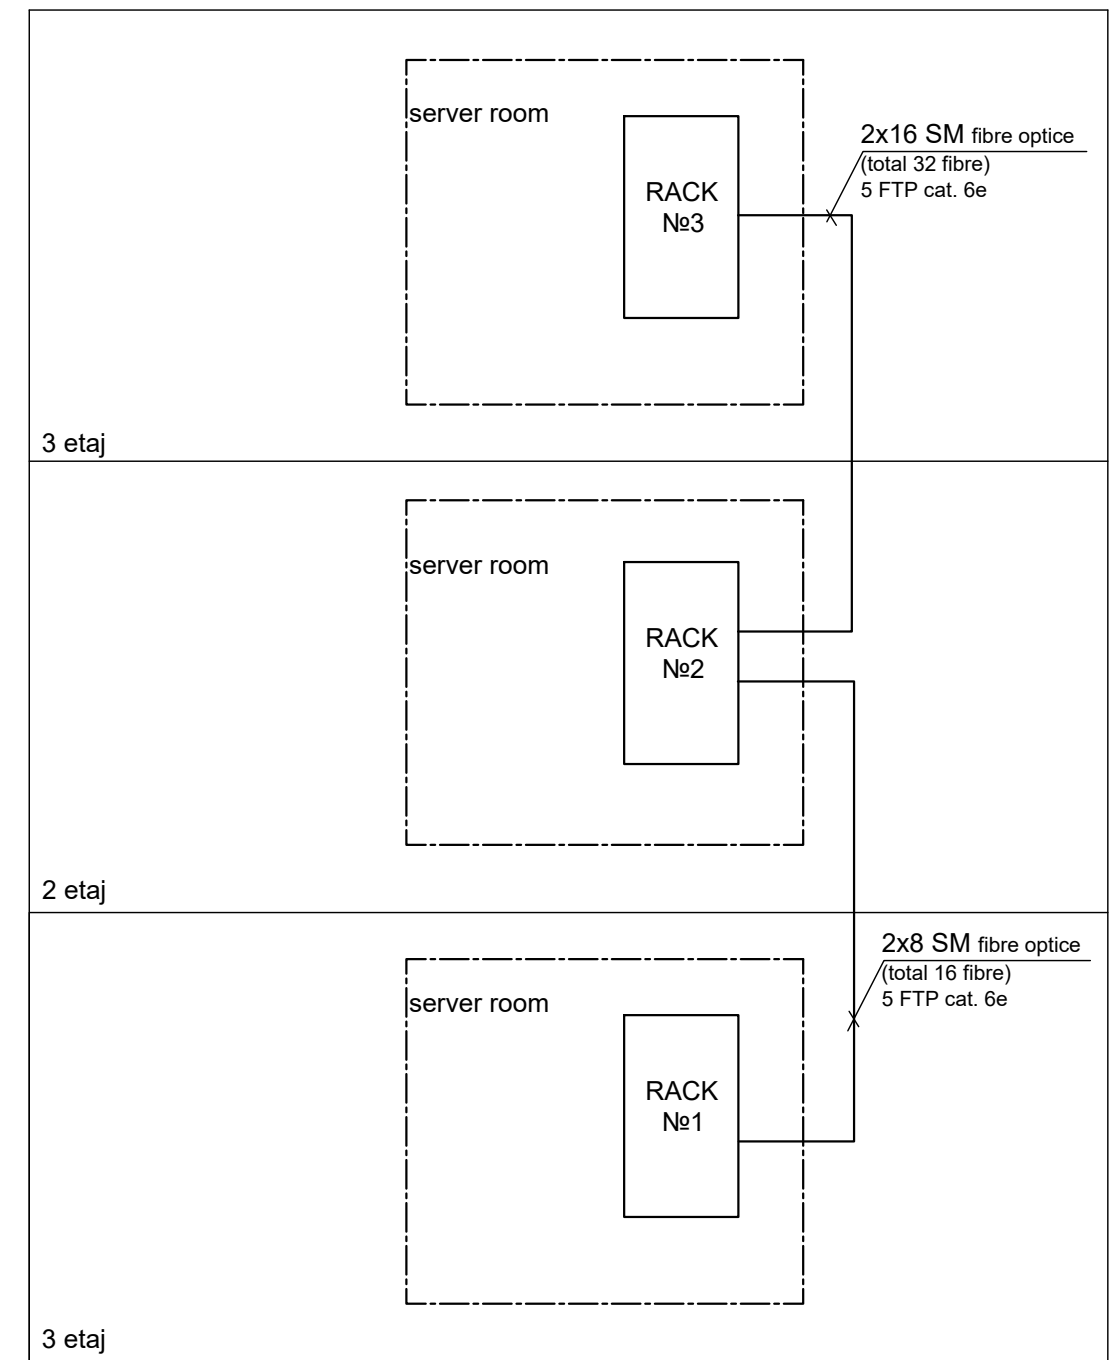 server room
RACK
№3
2x16 SM fibre optice
(total 32 fibre)
5 FTP cat. 6e
3 etaj
server room
RACK
№2
2 etaj
2x8 SM fibre optice
(total 16 fibre)
5 FTP cat. 6e
server room
RACK
№1
3 etaj